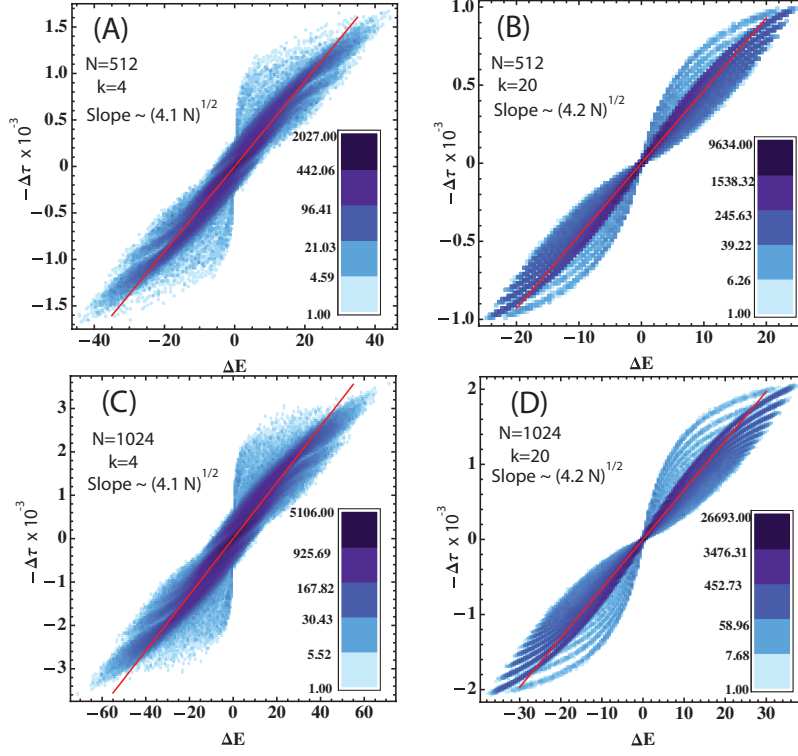 (A)
N=512
k=4
Slope ~ (4.1 N)^1/2
−Δτ x 10^−3
1.5
1.0
0.5
0
−0.5
−1.0
−1.5
2027.00
442.06
96.41
21.03
4.59
1.00
−40 −20 0 20 40
ΔE
(B)
N=512
k=20
Slope ~ (4.2 N)^1/2
−Δτ x 10^−3
1.0
0.5
0
−0.5
−1.0
9634.00
1538.32
245.63
39.22
6.26
1.00
−20 −10 0 10 20
ΔE
(C)
N=1024
k=4
Slope ~ (4.1 N)^1/2
−Δτ x 10^−3
3
2
1
0
−1
−2
−3
5106.00
925.69
167.82
30.43
5.52
1.00
−60 −40 −20 0 20 40 60
ΔE
(D)
N=1024
k=20
Slope ~ (4.2 N)^1/2
−Δτ x 10^−3
2
1
0
−1
−2
26693.00
3476.31
452.73
58.96
7.68
1.00
−30 −20 −10 0 10 20 30
ΔE